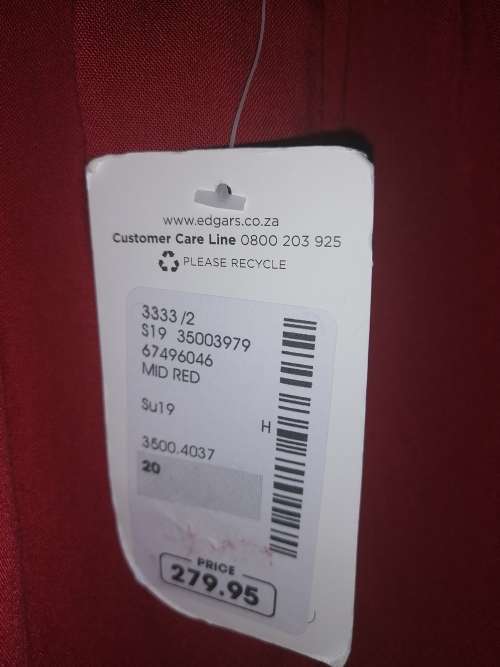 www.edgars.co.za
Customer Care Line 0800 203 925
PLEASE RECYCLE
3333/2
S19 35003979
67496046
MID RED
Su19
H
3500.4037
20
PRICE
279.95